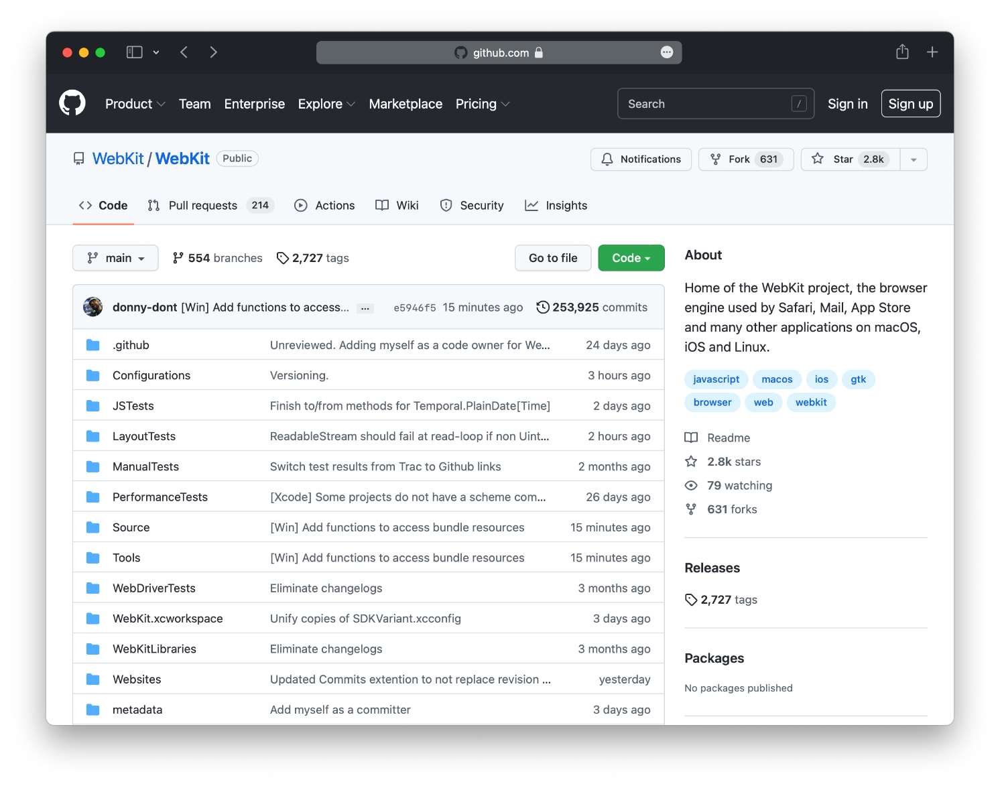 github.com
Product Team Enterprise Explore Marketplace Pricing Search / Sign in Sign up
WebKit / WebKit Public Notifications Fork 631 Star 2.8k
Code Pull requests 214 Actions Wiki Security Insights
main 554 branches 2,727 tags Go to file Code
donny-dont [Win] Add functions to access... ... e5946f5 15 minutes ago 253,925 commits
.github Unreviewed. Adding myself as a code owner for We... 24 days ago
Configurations Versioning. 3 hours ago
JSTests Finish to/from methods for Temporal.PlainDate[Time] 2 days ago
LayoutTests ReadableStream should fail at read-loop if non Uint... 2 hours ago
ManualTests Switch test results from Trac to Github links 2 months ago
PerformanceTests [Xcode] Some projects do not have a scheme com... 26 days ago
Source [Win] Add functions to access bundle resources 15 minutes ago
Tools [Win] Add functions to access bundle resources 15 minutes ago
WebDriverTests Eliminate changelogs 3 months ago
WebKit.xcworkspace Unify copies of SDKVariant.xcconfig 3 days ago
WebKitLibraries Eliminate changelogs 3 months ago
Websites Updated Commits extention to not replace revision ... yesterday
metadata Add myself as a committer 3 days ago
About
Home of the WebKit project, the browser
engine used by Safari, Mail, App Store
and many other applications on macOS,
iOS and Linux.
javascript macos ios gtk
browser web webkit
Readme
2.8k stars
79 watching
631 forks
Releases
2,727 tags
Packages
No packages published